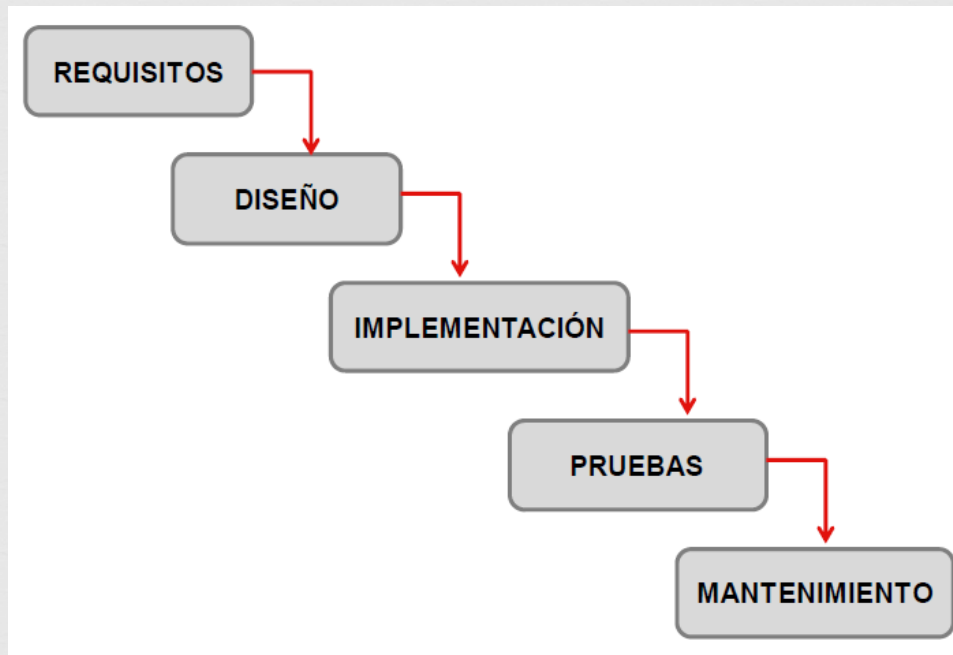 REQUISITOS
DISEÑO
IMPLEMENTACIÓN
PRUEBAS
MANTENIMIENTO